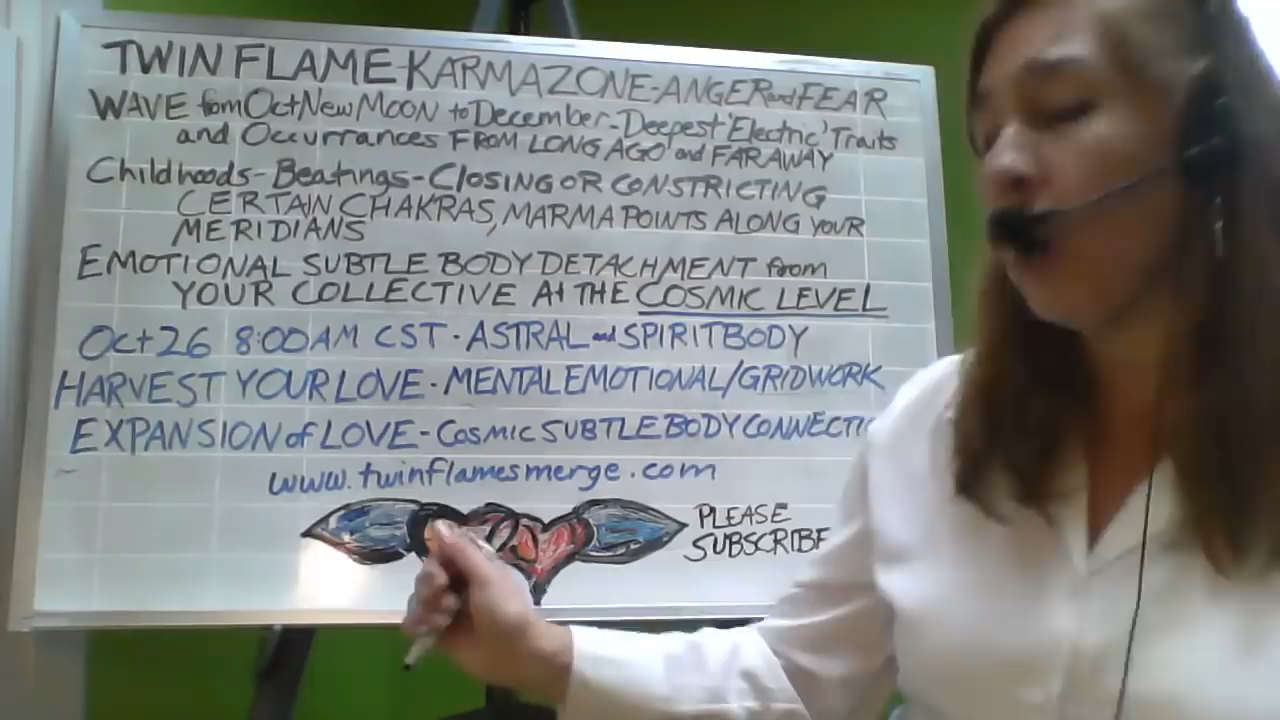 TWIN FLAME-KARMA ZONE-ANGER and FEAR
WAVE from Oct New MOON to December-Deepest 'Electric' Traits
and Occurrances FROM LONG AGO and FAR AWAY
Childhoods-Beatings-CLOSING OR CONSTRICTING
CERTAIN CHAKRAS, MARMA POINTS ALONG YOUR
MERIDIANS
EMOTIONAL SUBTLE BODY DETACHMENT from
YOUR COLLECTIVE At THE COSMIC LEVEL
Oct 26 8:00AM CST · ASTRAL and SPIRIT BODY
HARVEST YOUR LOVE · MENTAL EMOTIONAL/GRIDWORK
EXPANSION of LOVE-Cosmic SUBTLE BODY CONNECTIO
www.twinflamesmerge.com
PLEASE
SUBSCRIBE